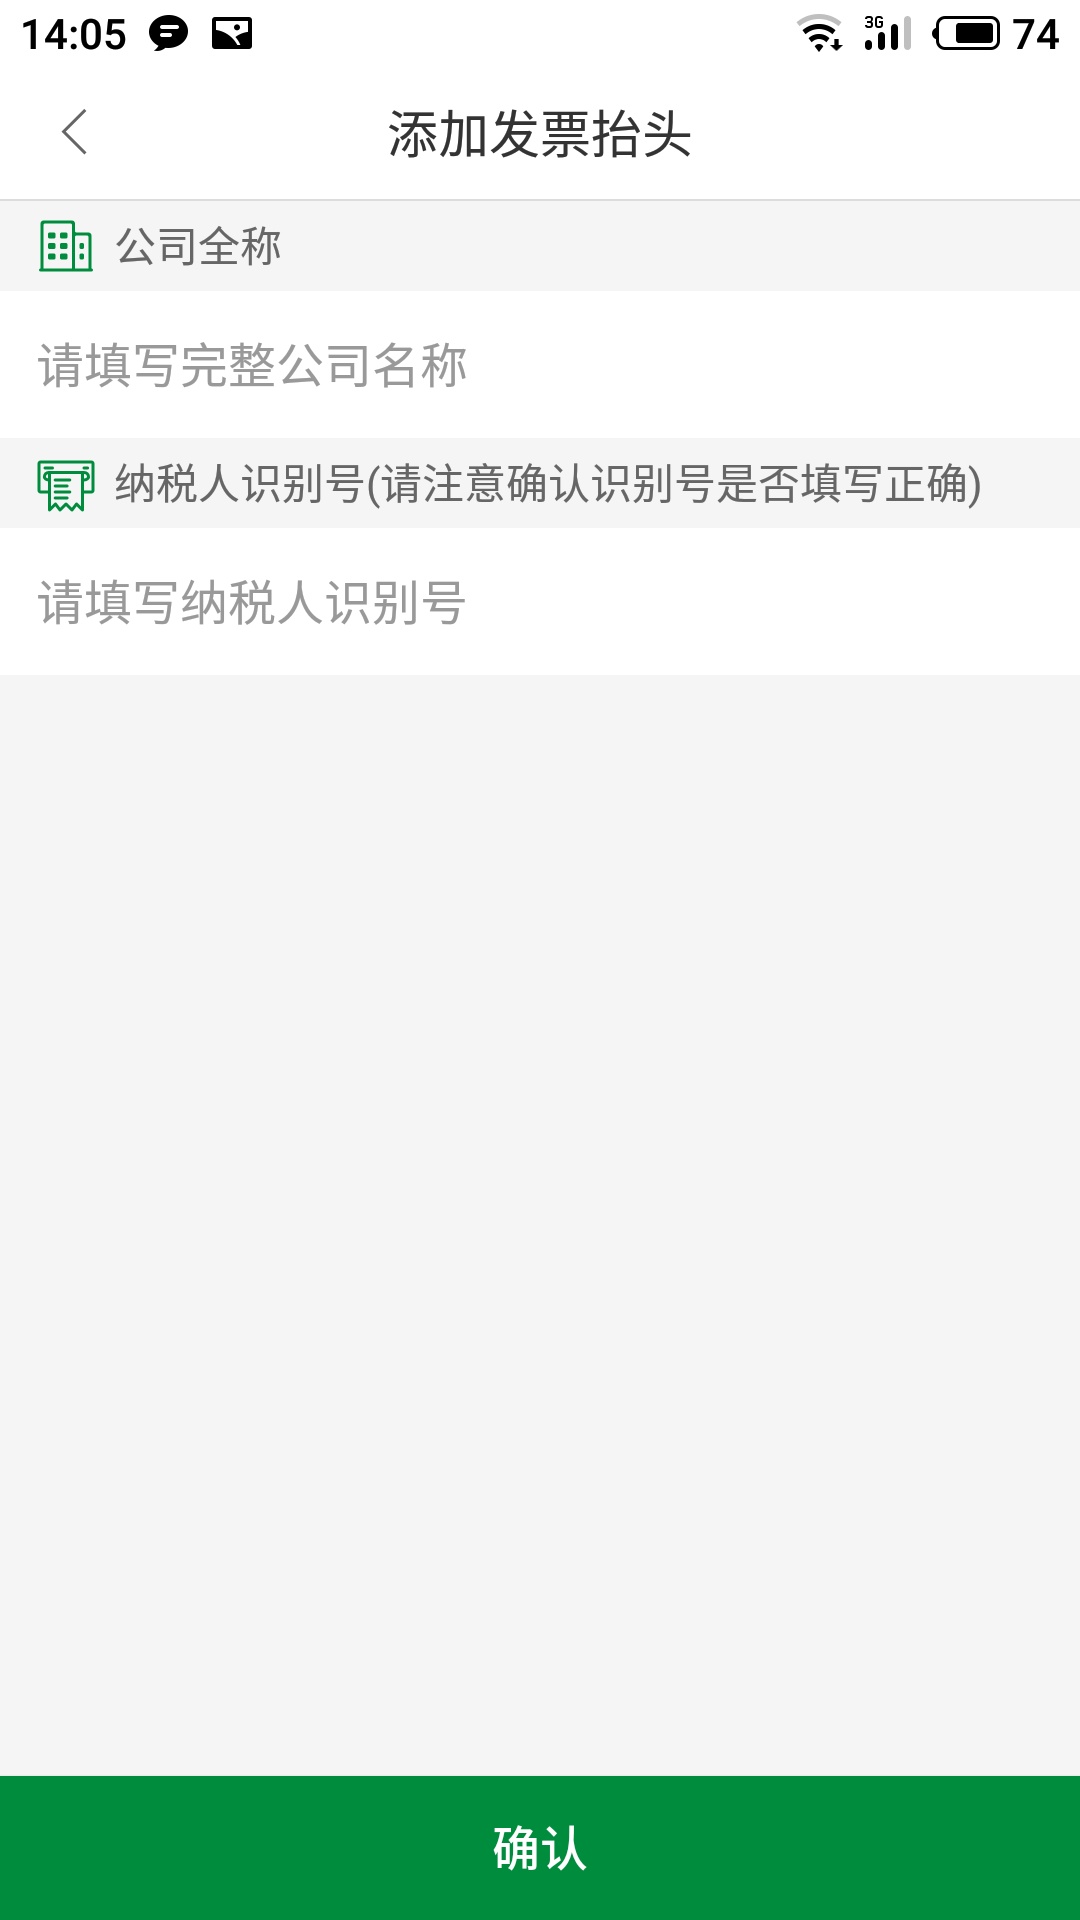 14:05 3G 74
添加发票抬头
公司全称
请填写完整公司名称
纳税人识别号(请注意确认识别号是否填写正确)
请填写纳税人识别号
确认